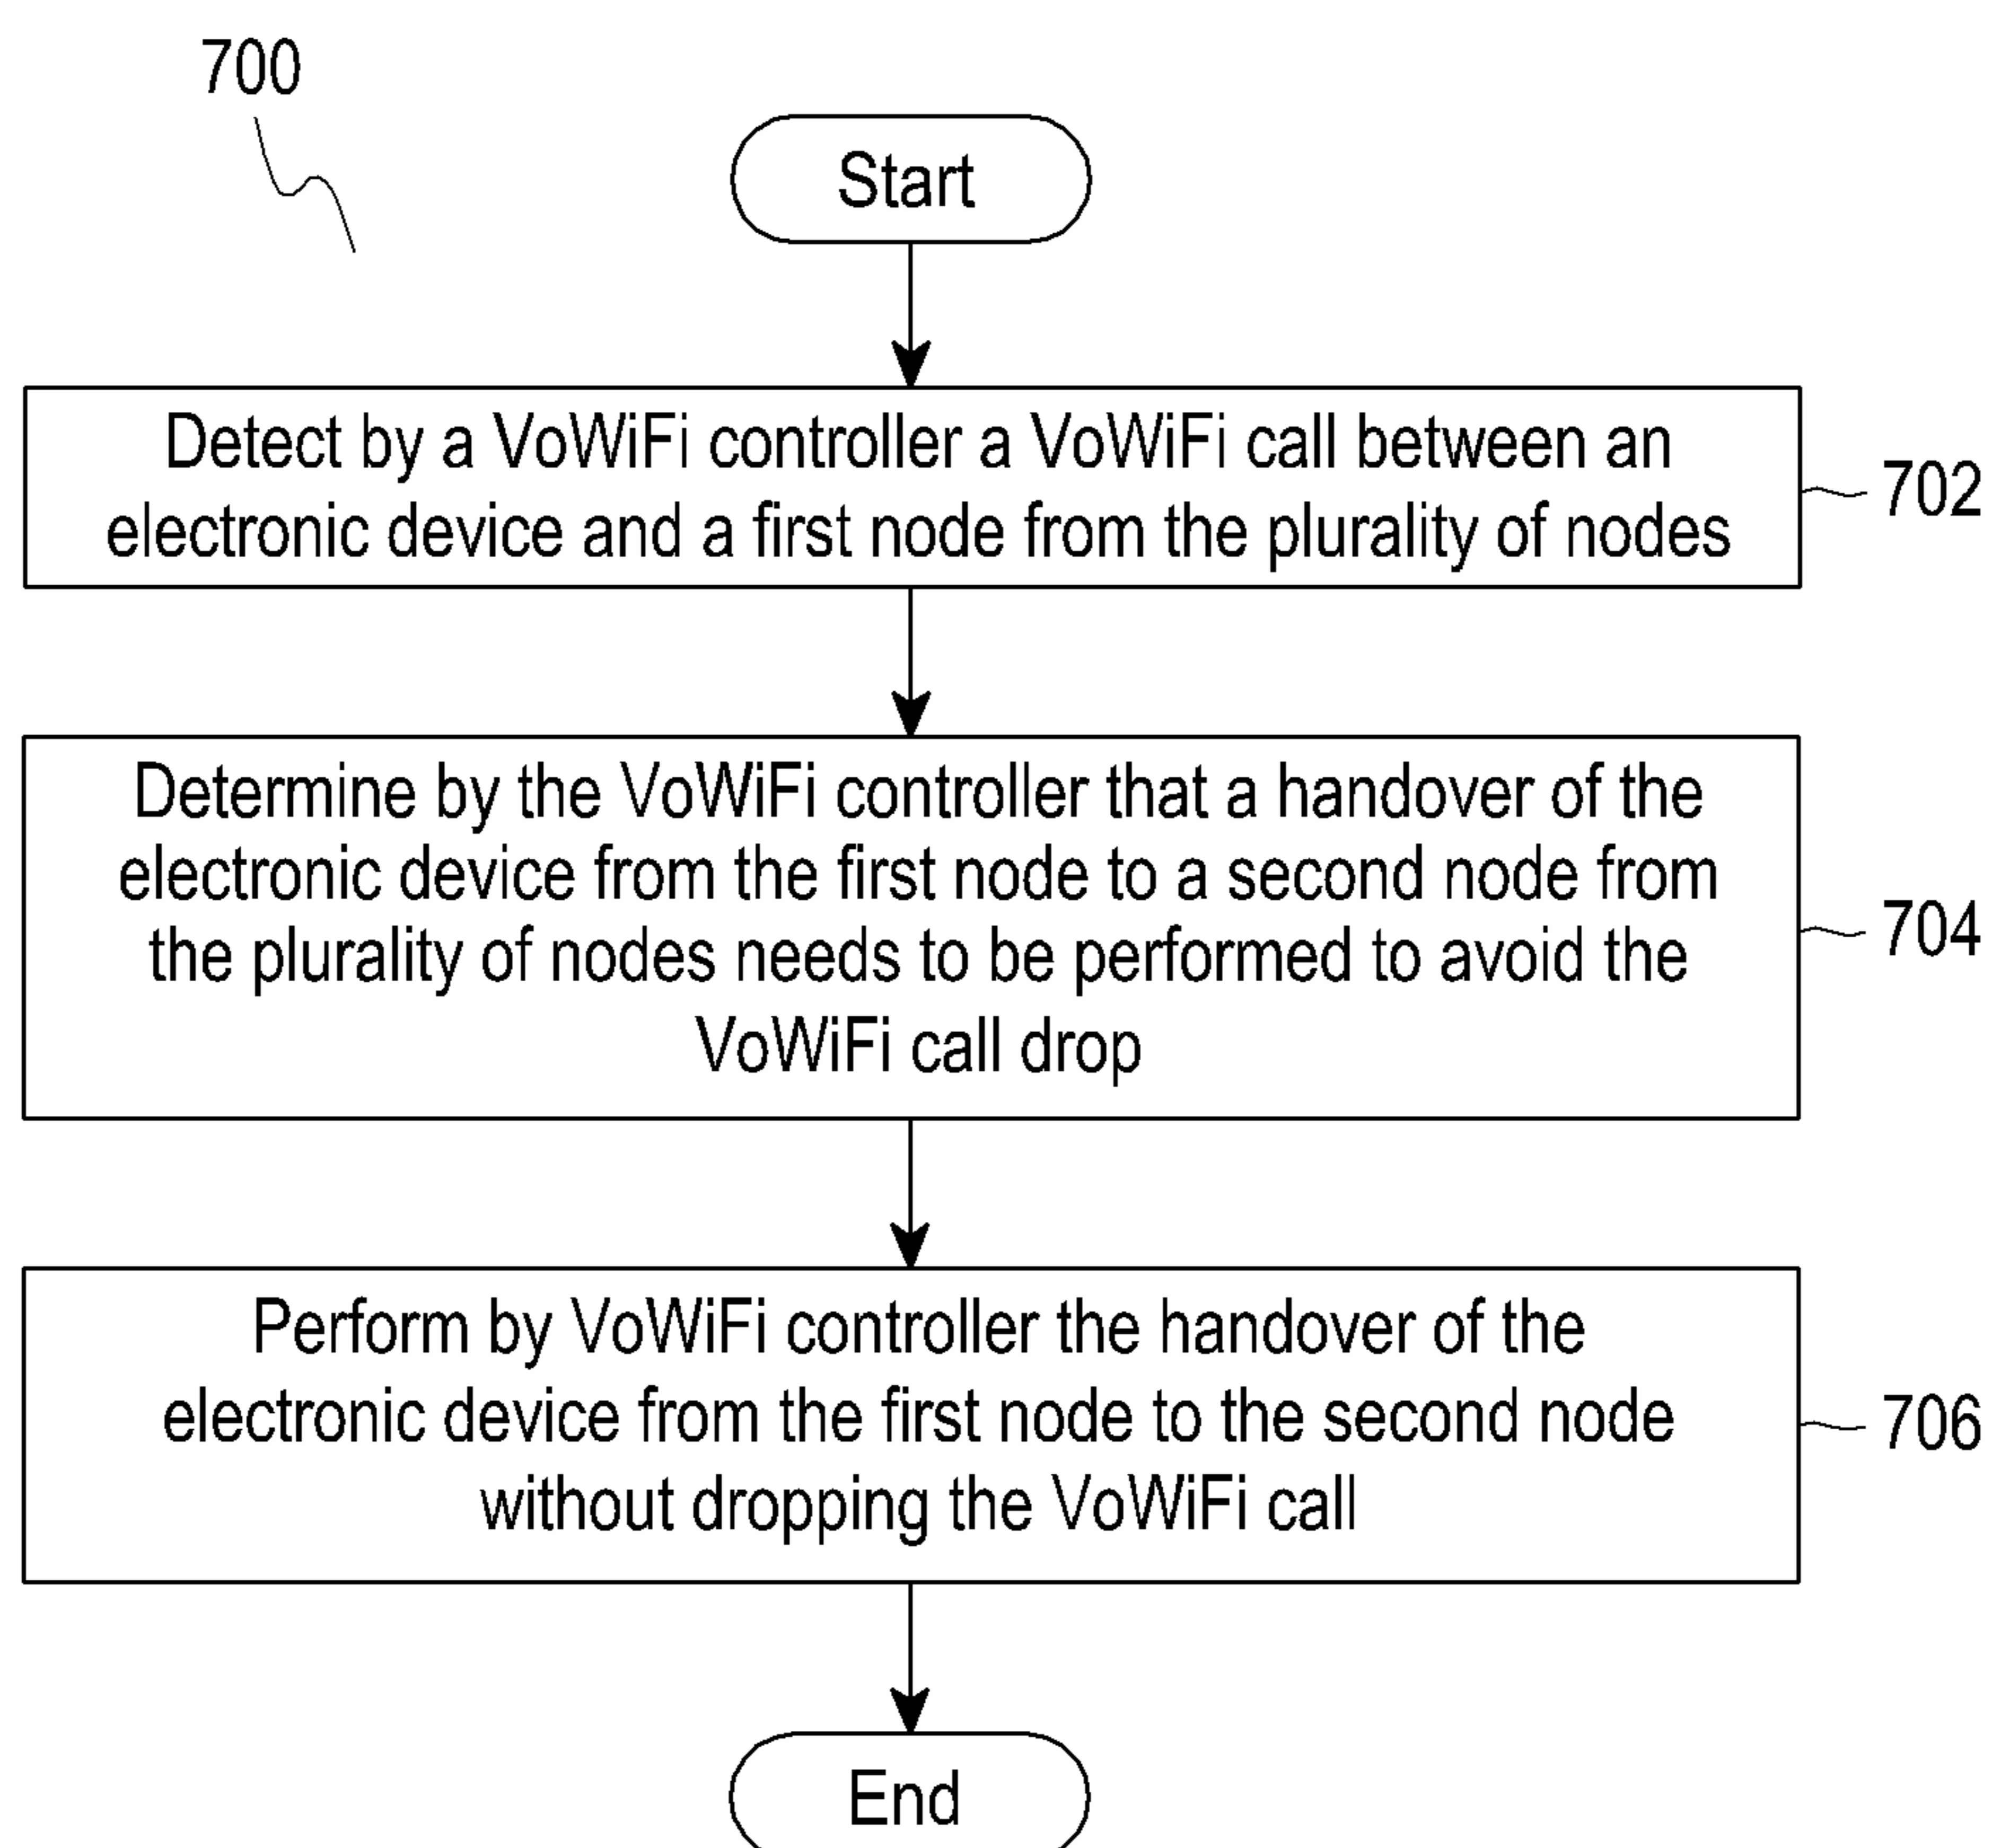 700
Start
Detect by a VoWiFi controller a VoWiFi call between an
electronic device and a first node from the plurality of nodes
702
Determine by the VoWiFi controller that a handover of the
electronic device from the first node to a second node from
the plurality of nodes needs to be performed to avoid the
VoWiFi call drop
704
Perform by VoWiFi controller the handover of the
electronic device from the first node to the second node
without dropping the VoWiFi call
706
End